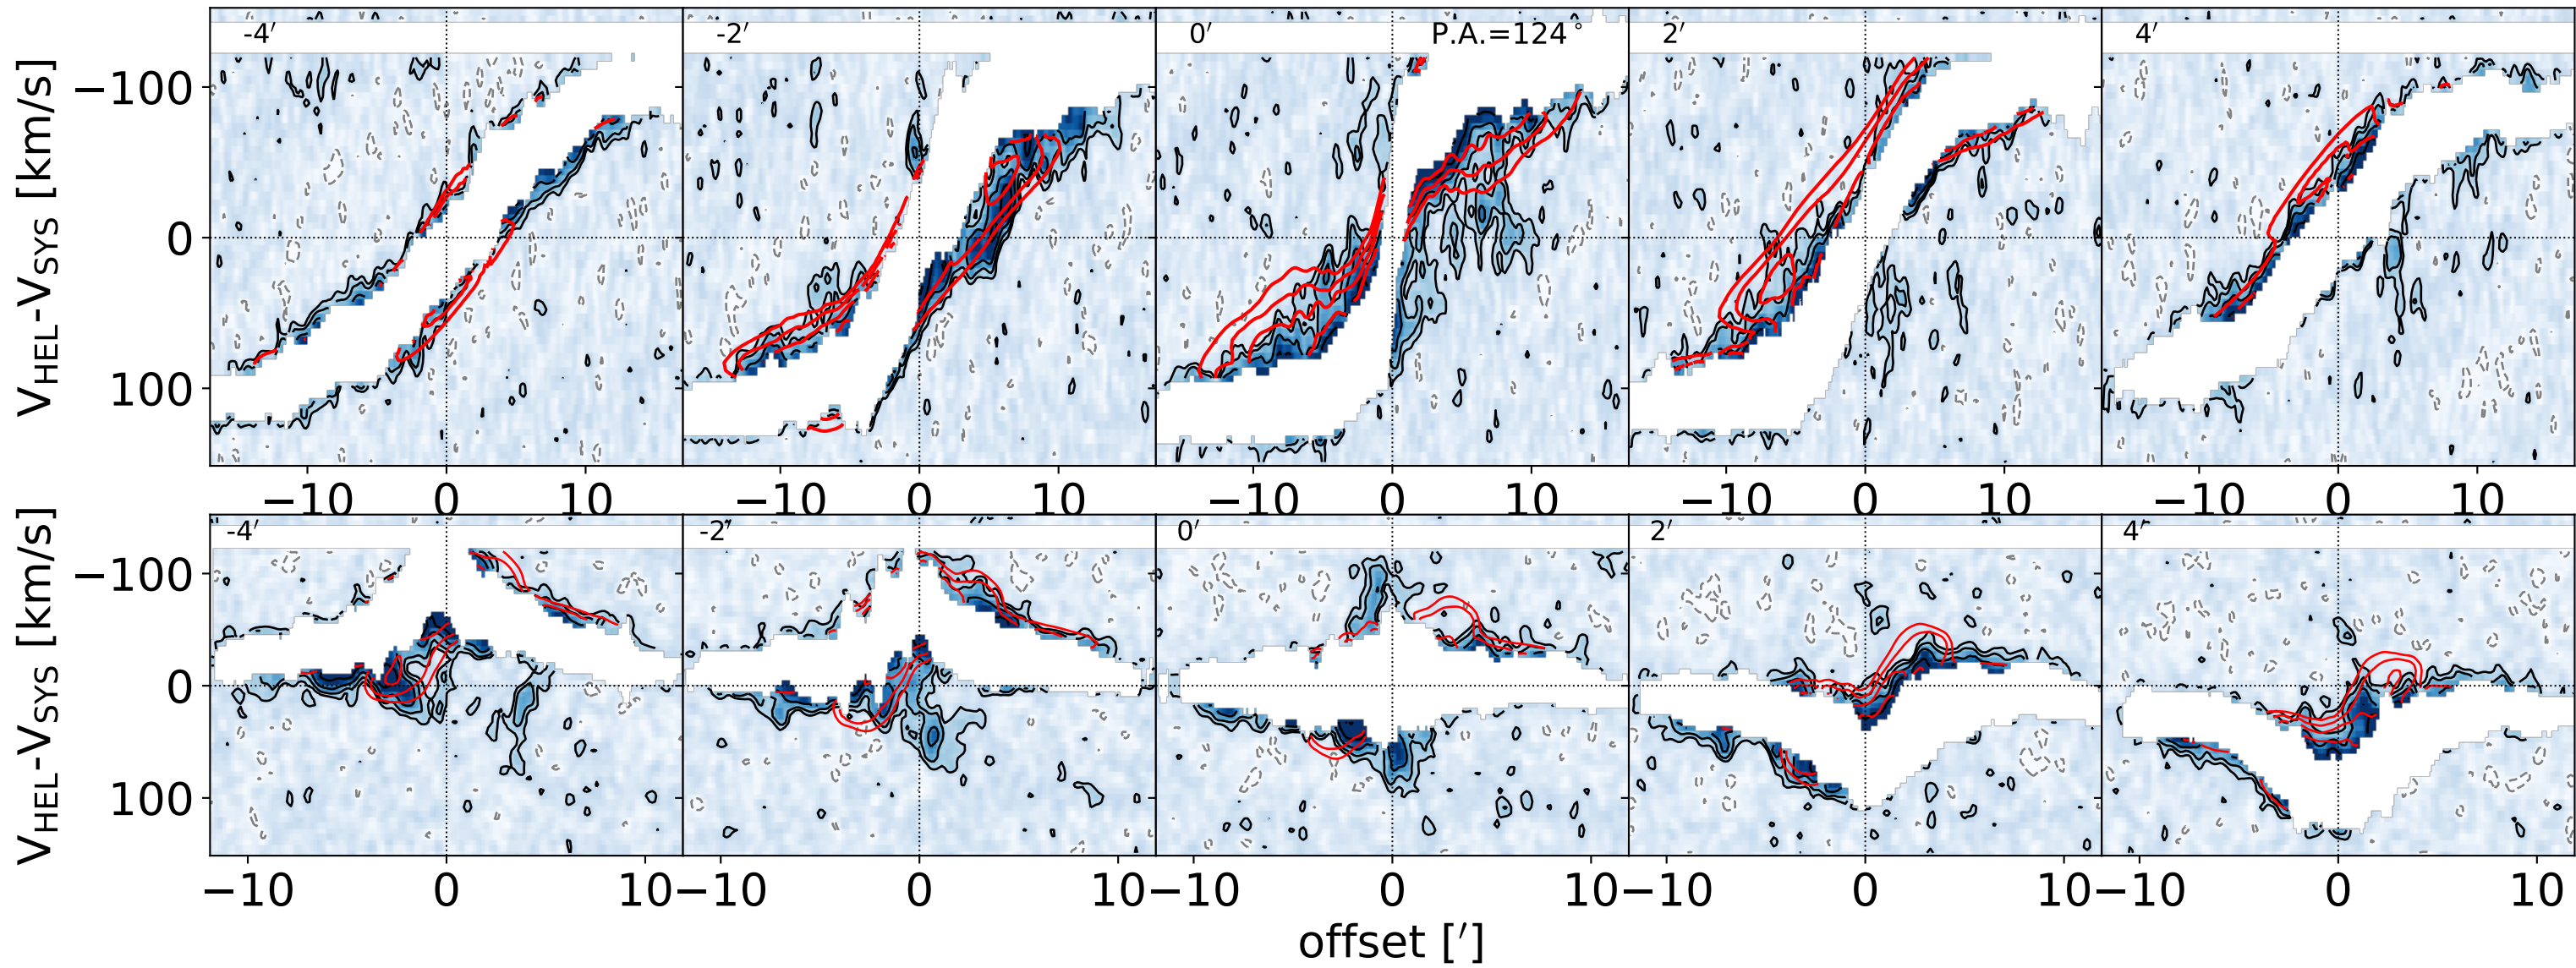 -4′ -2′ 0′ P.A.=124° 2′ 4′
V_HEL-V_SYS [km/s]
−100
0
100
−10 0 10 −10 0 10 −10 0 10 −10 0 10 −10 0 10
-4′ -2′ 0′ 2′ 4′
V_HEL-V_SYS [km/s]
−100
0
100
−10 0 10 −10 0 10 −10 0 10 −10 0 10 −10 0 10
offset [′]